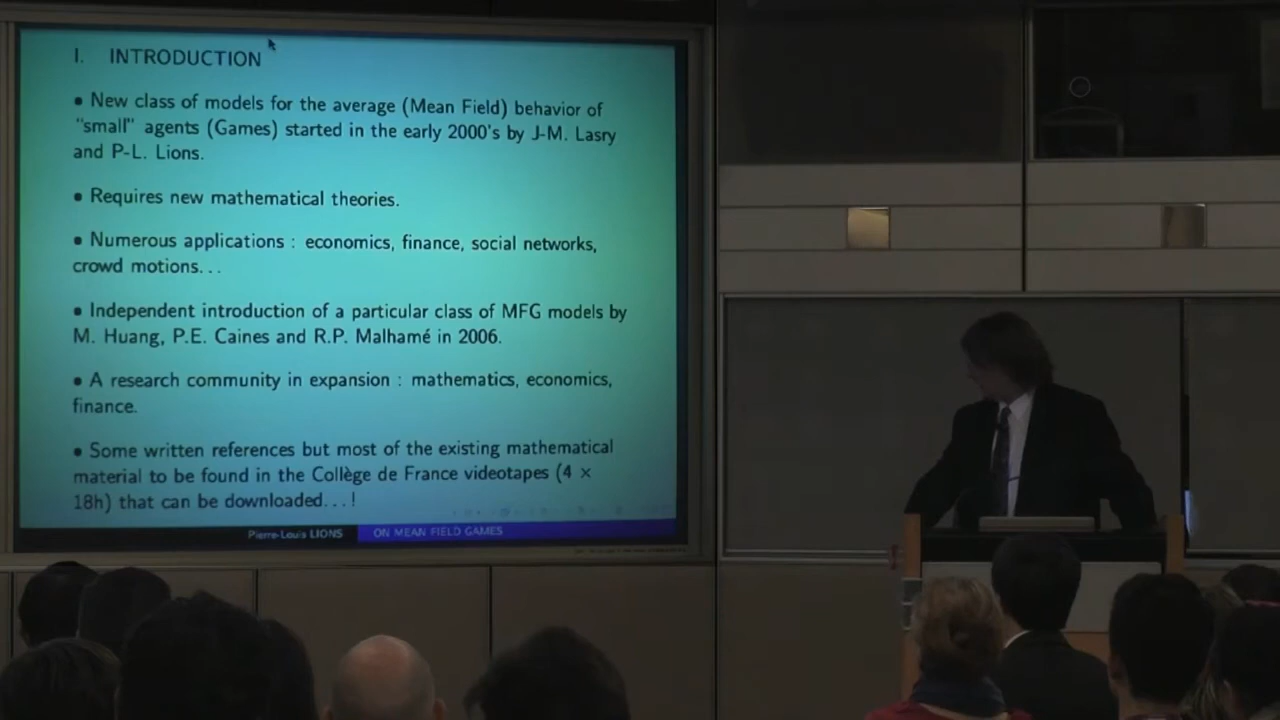 I. INTRODUCTION
• New class of models for the average (Mean Field) behavior of
"small" agents (Games) started in the early 2000's by J-M. Lasry
and P-L. Lions.
• Requires new mathematical theories.
• Numerous applications : economics, finance, social networks,
crowd motions...
• Independent introduction of a particular class of MFG models by
M. Huang, P.E. Caines and R.P. Malhamé in 2006.
• A research community in expansion : mathematics, economics,
finance.
• Some written references but most of the existing mathematical
material to be found in the Collège de France videotapes (4 ×
18h) that can be downloaded...!
Pierre-Louis LIONS ON MEAN FIELD GAMES